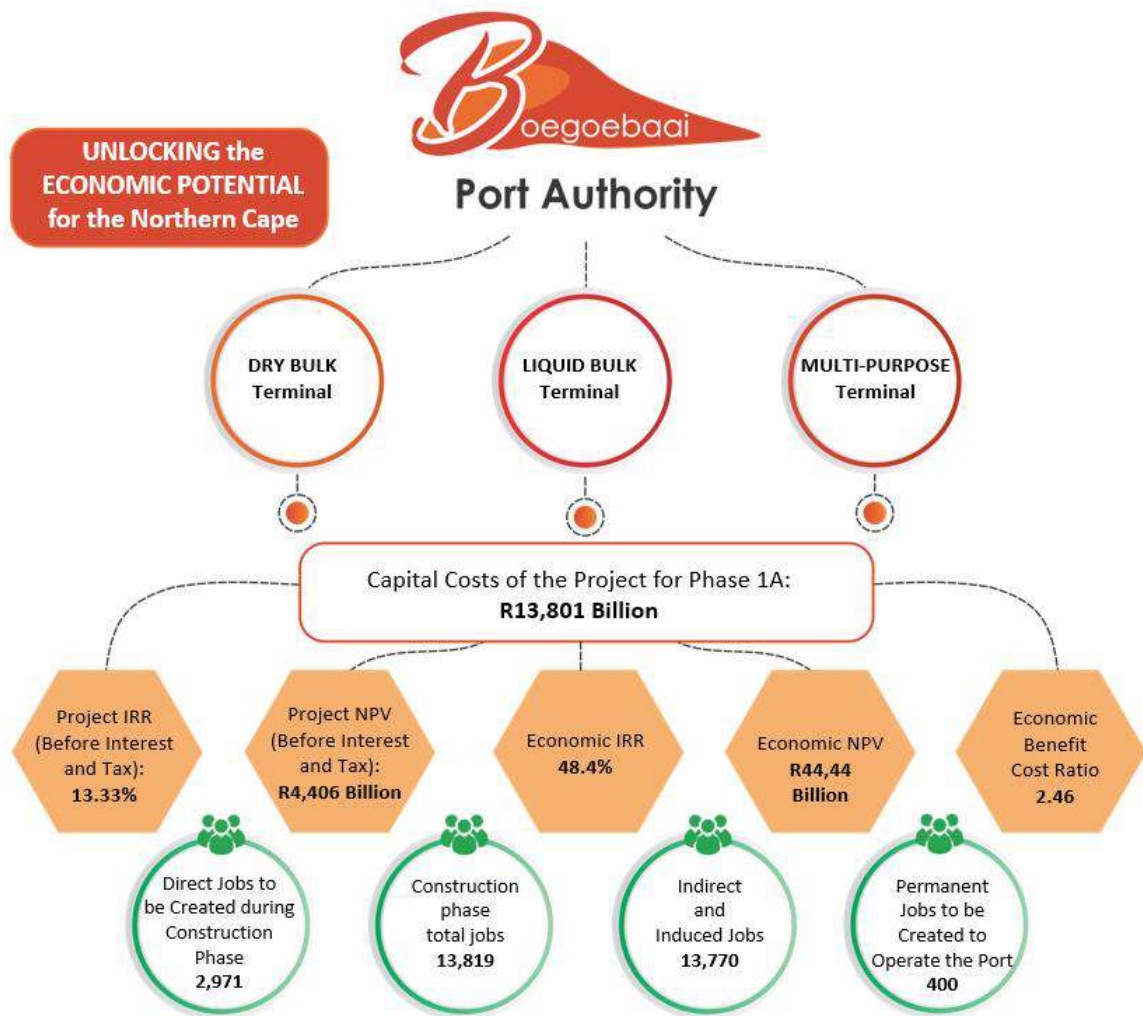 Boegoebaai
Port Authority
UNLOCKING the
ECONOMIC POTENTIAL
for the Northern Cape
DRY BULK
Terminal
LIQUID BULK
Terminal
MULTI-PURPOSE
Terminal
Capital Costs of the Project for Phase 1A:
R13,801 Billion
Project IRR
(Before Interest
and Tax):
13.33%
Project NPV
(Before Interest
and Tax):
R4,406 Billion
Economic IRR
48.4%
Economic NPV
R44,44
Billion
Economic
Benefit
Cost Ratio
2.46
Direct Jobs to
be Created during
Construction
Phase
2,971
Construction
phase
total jobs
13,819
Indirect
and
Induced Jobs
13,770
Permanent
Jobs to be
Created to
Operate the Port
400